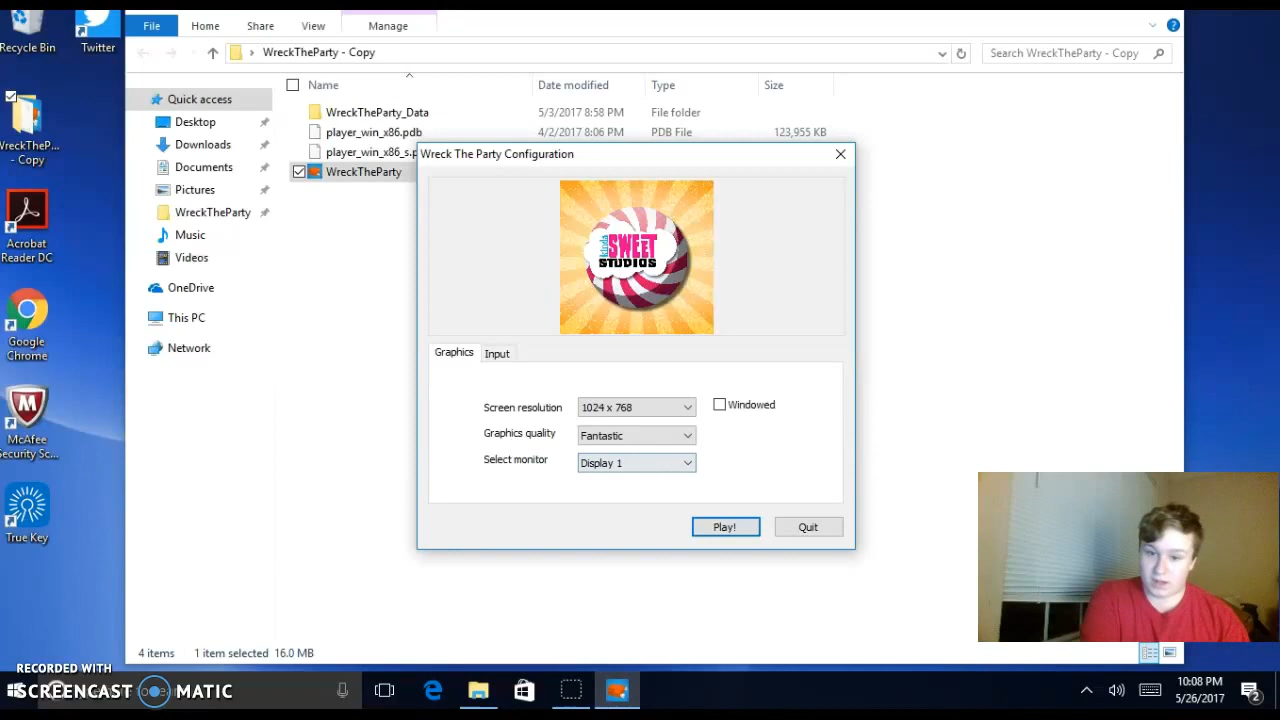 Recycle Bin
Twitter
WreckTheP...
- Copy
Acrobat
Reader DC
Google
Chrome
McAfee
Security Sc...
True Key
File
Home
Share
View
Manage
WreckTheParty - Copy
Search WreckTheParty - Copy
Quick access
Desktop
Downloads
Documents
Pictures
WreckTheParty
Music
Videos
OneDrive
This PC
Network
Name
Date modified
Type
Size
WreckTheParty_Data
5/3/2017 8:58 PM
File folder
player_win_x86.pdb
4/2/2017 8:06 PM
PDB File
123,955 KB
player_win_x86_s.p
WreckTheParty
Wreck The Party Configuration
kinda
SWEET
STUDIOS
Graphics
Input
Screen resolution
1024 x 768
Windowed
Graphics quality
Fantastic
Select monitor
Display 1
Play!
Quit
4 items
1 item selected 16.0 MB
RECORDED WITH
SCREENCAST MATIC
10:08 PM
5/26/2017
2